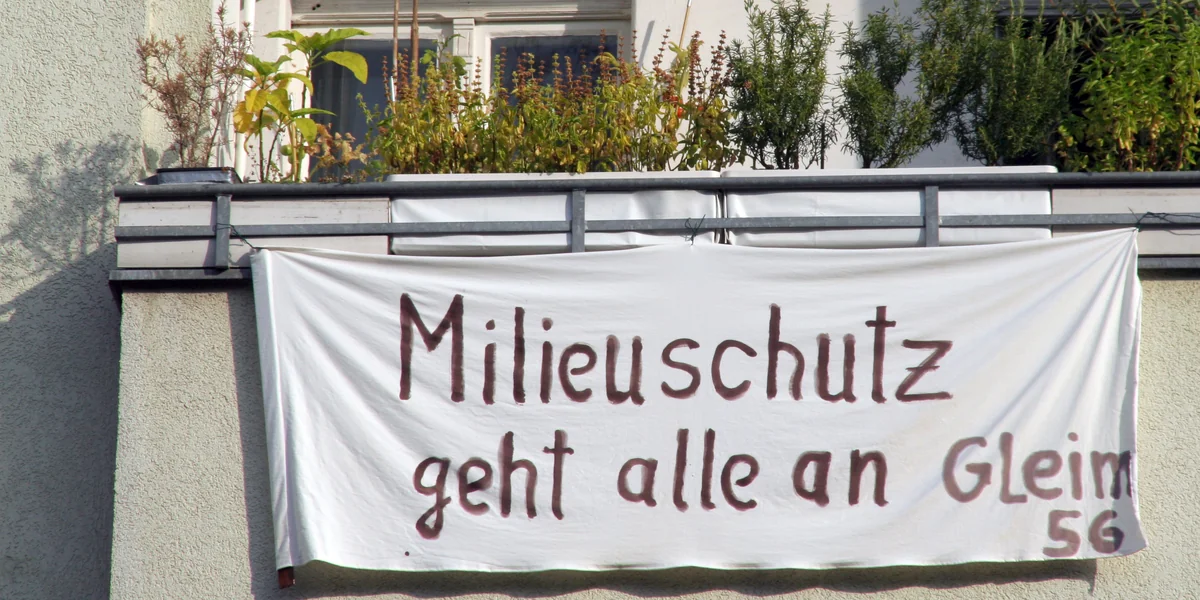 Milieuschutz
geht alle an Gleim
56